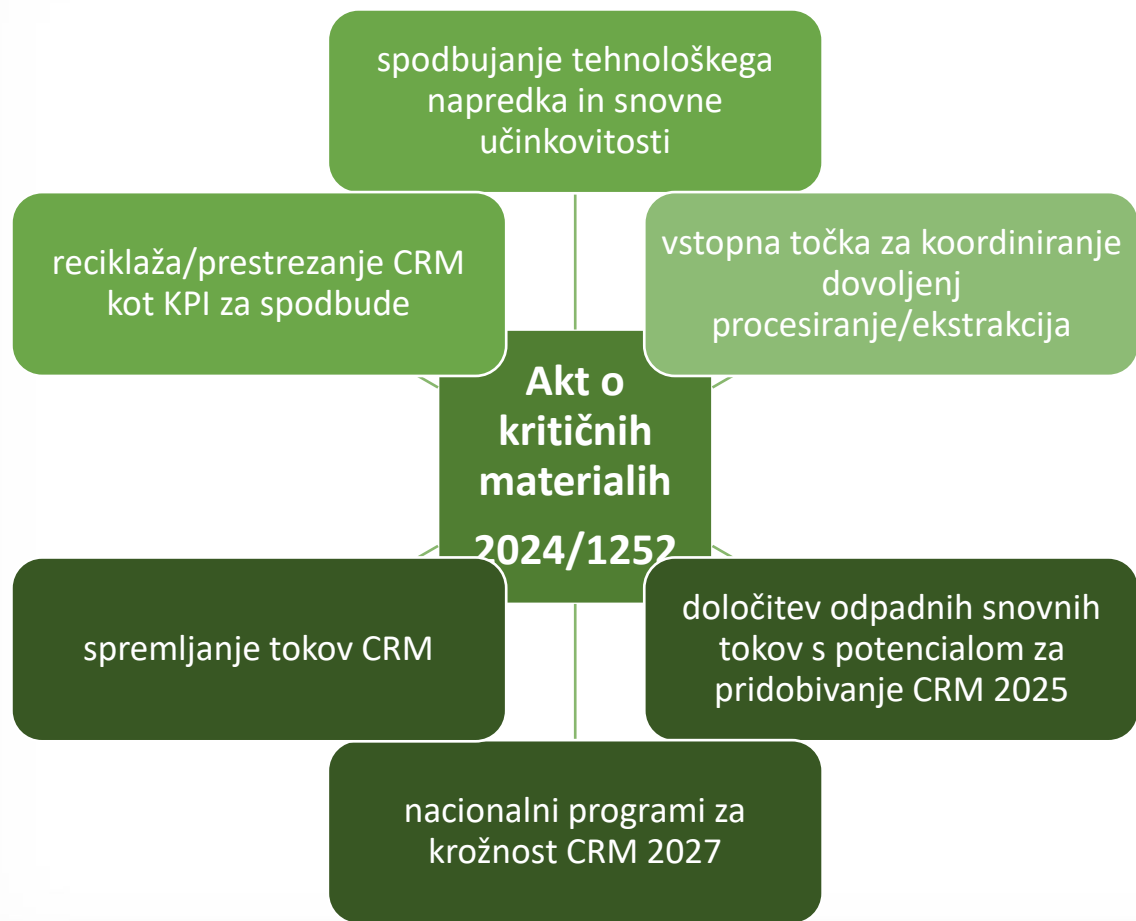 spodbujanje tehnološkega
napredka in snovne
učinkovitosti
reciklaža/prestrezanje CRM
kot KPI za spodbude
vstopna točka za koordiniranje
dovoljenj
procesiranje/ekstrakcija
Akt o
kritičnih
materialih
2024/1252
spremljanje tokov CRM
določitev odpadnih snovnih
tokov s potencialom za
pridobivanje CRM 2025
nacionalni programi za
krožnost CRM 2027